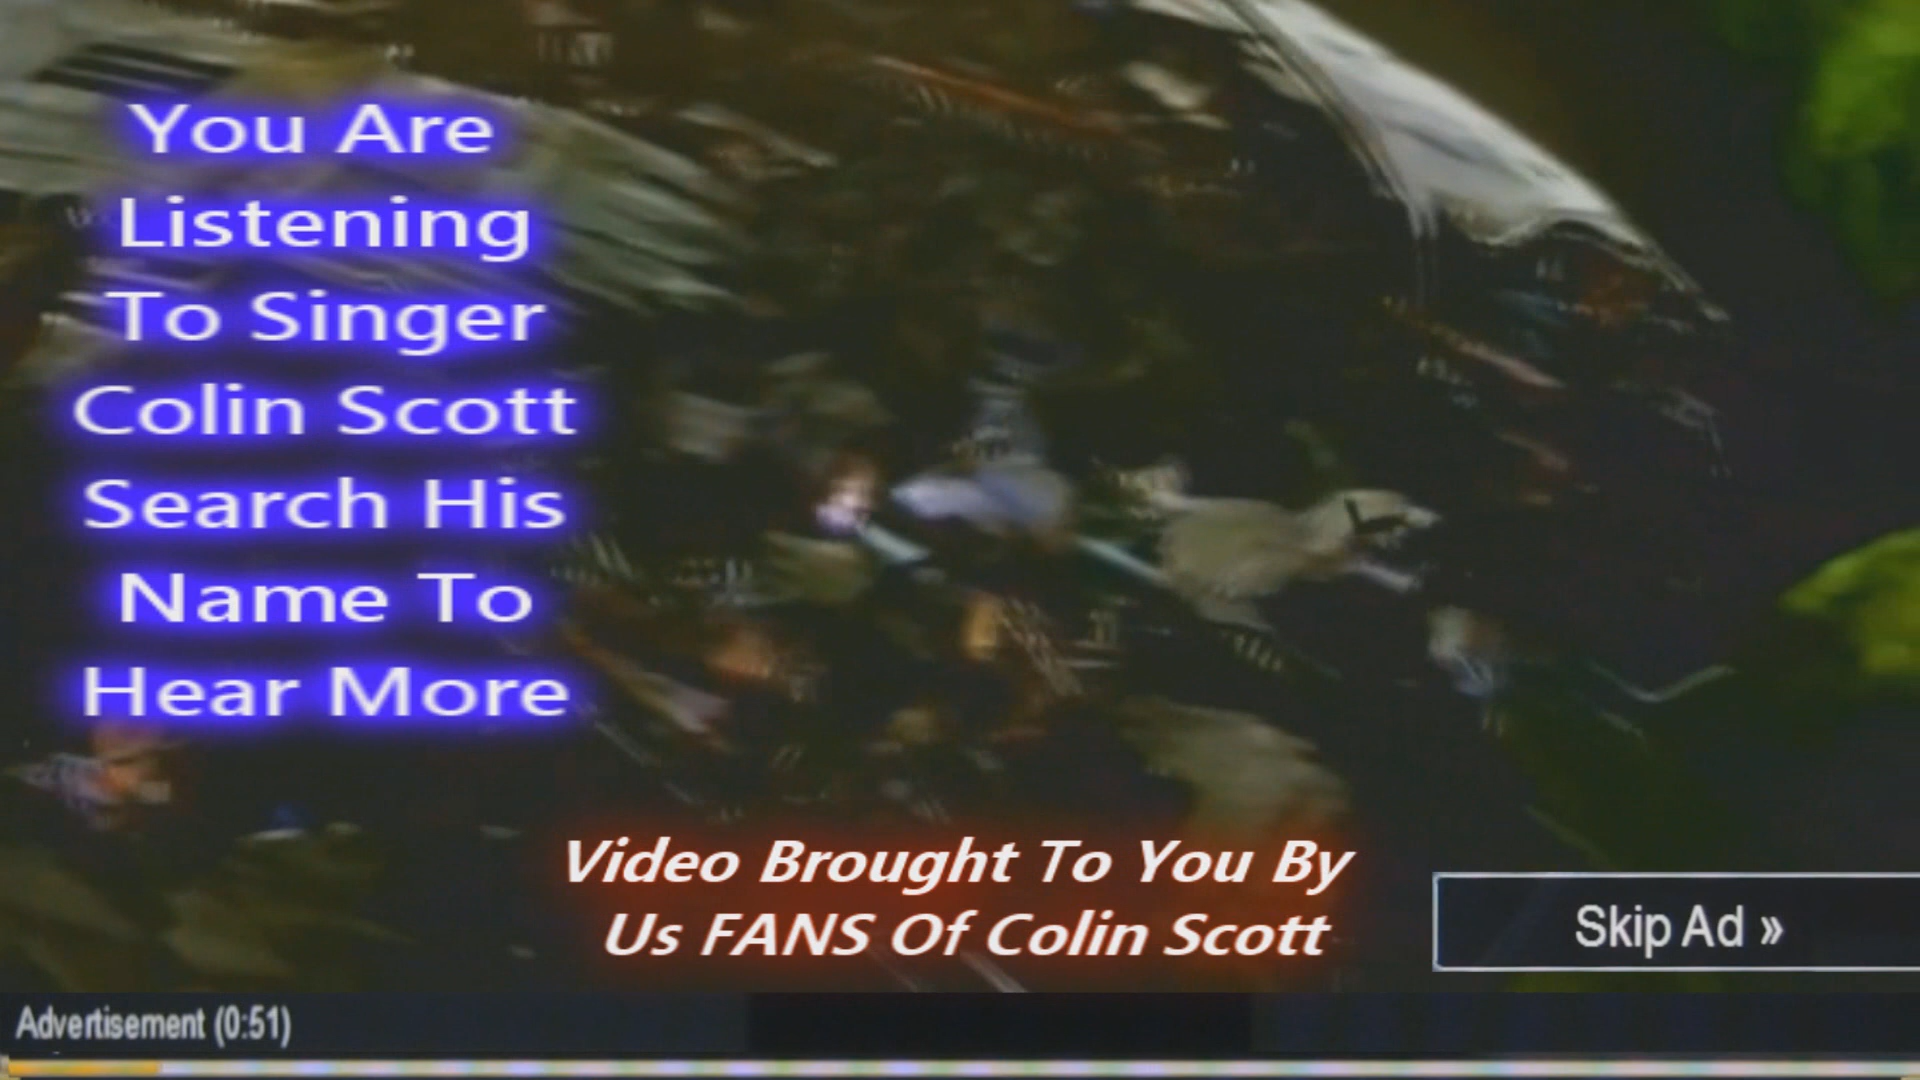 You Are
Listening
To Singer
Colin Scott
Search His
Name To
Hear More
Video Brought To You By
Us FANS Of Colin Scott
Skip Ad »
Advertisement (0:51)